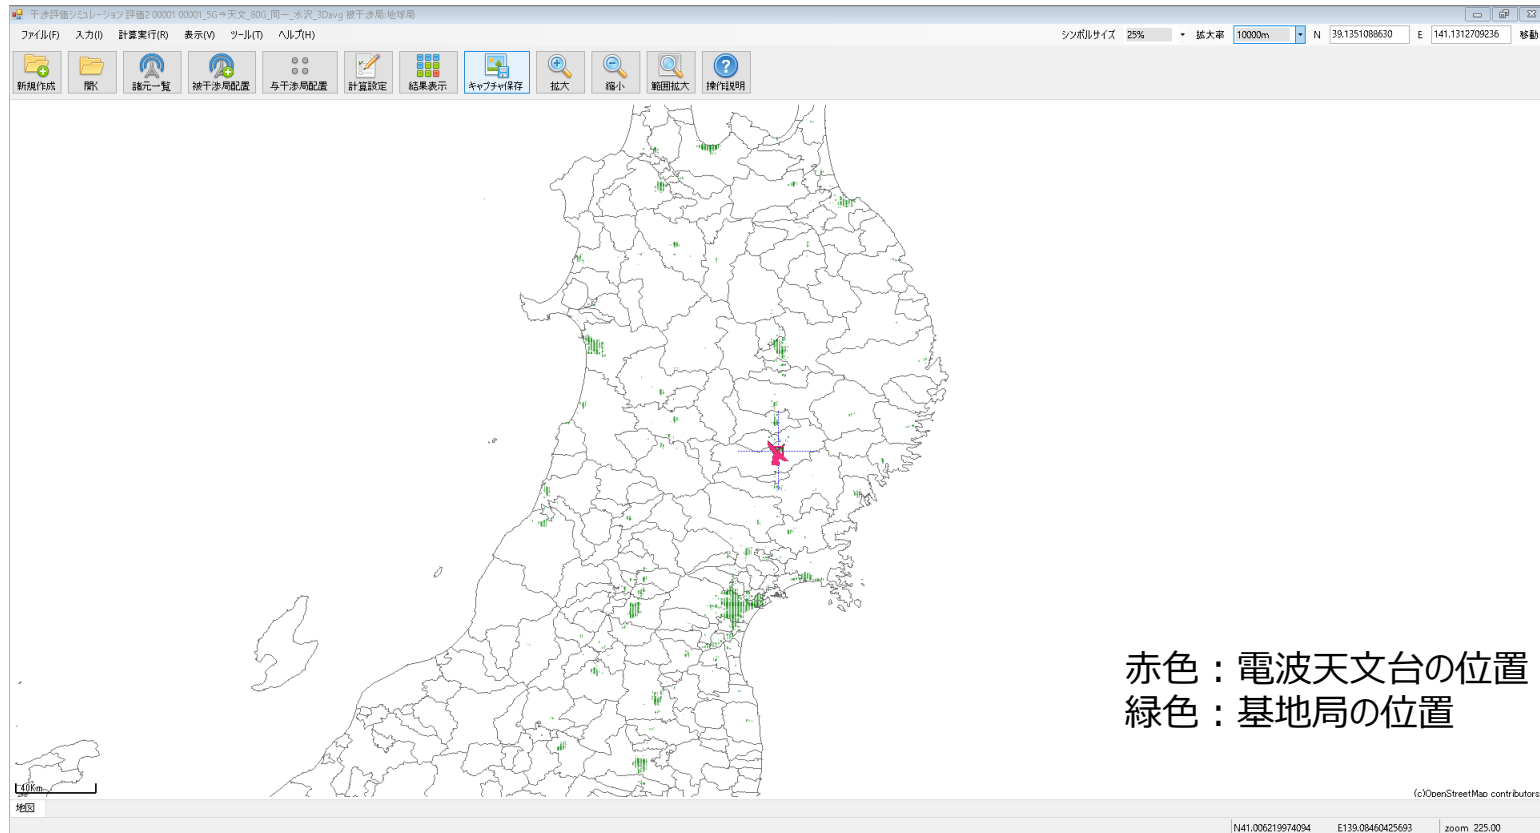 干渉評価シミュレーション 評価2 00001 00001_5G⇒天文_80G_同一_水沢_3Davg 被干渉局:地球局
ファイル(F) 入力(I) 計算実行(R) 表示(V) ツール(T) ヘルプ(H)
シンボルサイズ 25% 拡大率 10000m N 39.1351088630 E 141.1312709236 移動
新規作成 開く 諸元一覧 被干渉局配置 与干渉局配置 計算設定 結果表示 キャプチャ保存 拡大 縮小 範囲拡大 操作説明
赤色：電波天文台の位置
緑色：基地局の位置
40Km
(c)OpenStreetMap contributors
地図
N41.006219974094 E139.08460425693 zoom 225.00